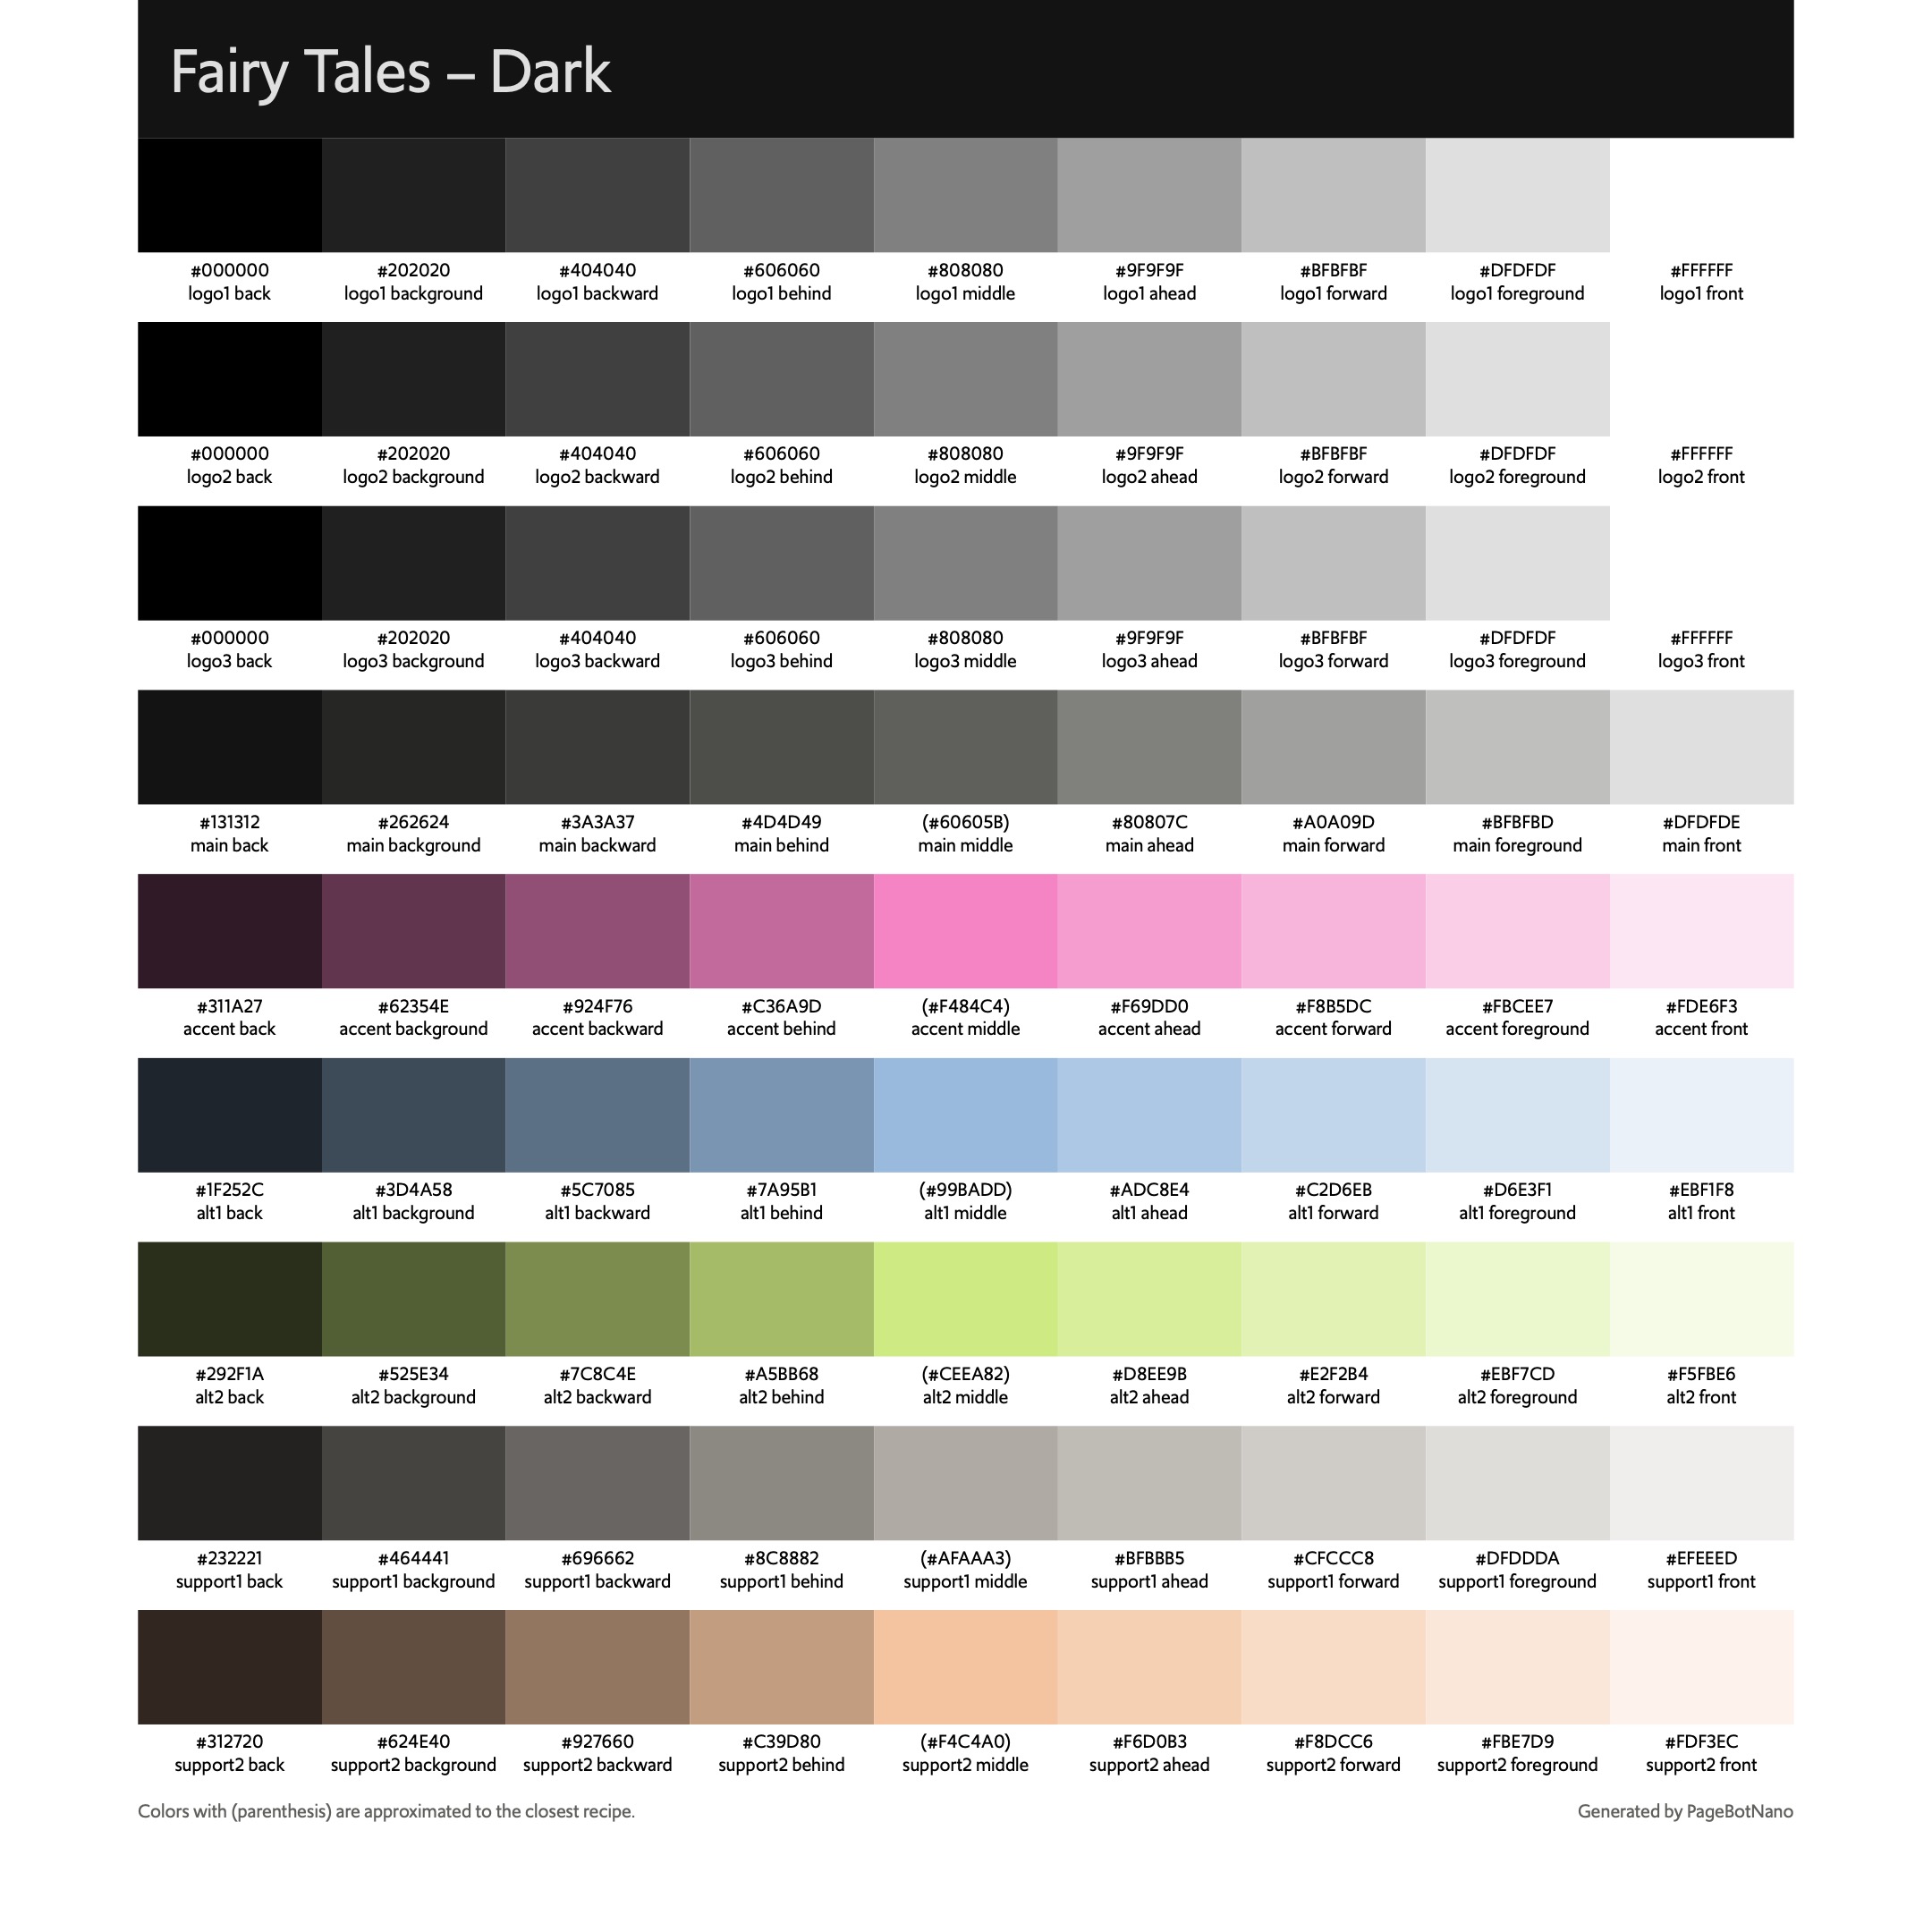 Fairy Tales – Dark
#000000 #202020 #404040 #606060 #808080 #9F9F9F #BFBFBF #DFDFDF #FFFFFF
logo1 back logo1 background logo1 backward logo1 behind logo1 middle logo1 ahead logo1 forward logo1 foreground logo1 front
#000000 #202020 #404040 #606060 #808080 #9F9F9F #BFBFBF #DFDFDF #FFFFFF
logo2 back logo2 background logo2 backward logo2 behind logo2 middle logo2 ahead logo2 forward logo2 foreground logo2 front
#000000 #202020 #404040 #606060 #808080 #9F9F9F #BFBFBF #DFDFDF #FFFFFF
logo3 back logo3 background logo3 backward logo3 behind logo3 middle logo3 ahead logo3 forward logo3 foreground logo3 front
#131312 #262624 #3A3A37 #4D4D49 (#60605B) #80807C #A0A09D #BFBFBD #DFDFDE
main back main background main backward main behind main middle main ahead main forward main foreground main front
#311A27 #62354E #924F76 #C36A9D (#F484C4) #F69DD0 #F8B5DC #FBCEE7 #FDE6F3
accent back accent background accent backward accent behind accent middle accent ahead accent forward accent foreground accent front
#1F252C #3D4A58 #5C7085 #7A95B1 (#99BADD) #ADC8E4 #C2D6EB #D6E3F1 #EBF1F8
alt1 back alt1 background alt1 backward alt1 behind alt1 middle alt1 ahead alt1 forward alt1 foreground alt1 front
#292F1A #525E34 #7C8C4E #A5BB68 (#CEEA82) #D8EE9B #E2F2B4 #EBF7CD #F5FBE6
alt2 back alt2 background alt2 backward alt2 behind alt2 middle alt2 ahead alt2 forward alt2 foreground alt2 front
#232221 #464441 #696662 #8C8882 (#AFAAA3) #BFBBB5 #CFCCC8 #DFDDDA #EFEEED
support1 back support1 background support1 backward support1 behind support1 middle support1 ahead support1 forward support1 foreground support1 front
#312720 #624E40 #927660 #C39D80 (#F4C4A0) #F6D0B3 #F8DCC6 #FBE7D9 #FDF3EC
support2 back support2 background support2 backward support2 behind support2 middle support2 ahead support2 forward support2 foreground support2 front
Colors with (parenthesis) are approximated to the closest recipe. Generated by PageBotNano